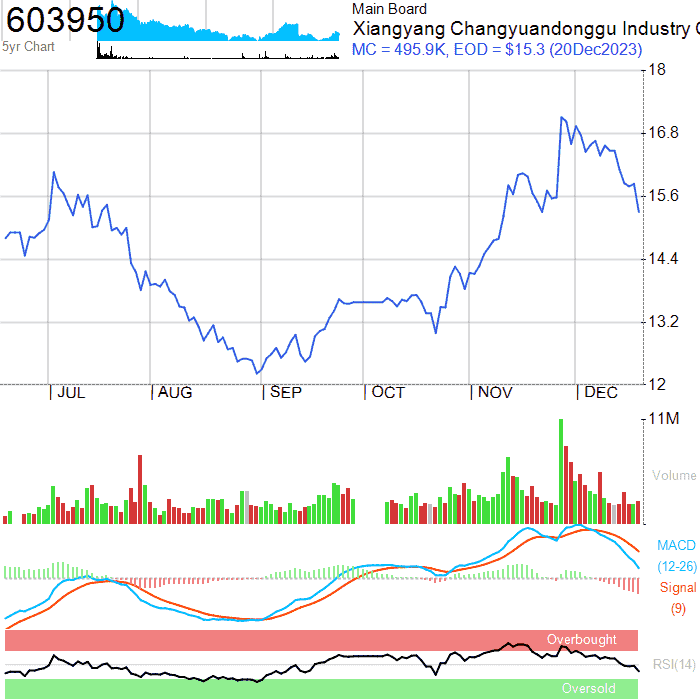 603950
5yr Chart
Main Board
Xiangyang Changyuandonggu Industry
MC = 495.9K, EOD = $15.3 (20Dec2023)
18
16.8
15.6
14.4
13.2
12
JUL AUG SEP OCT NOV DEC
11M
Volume
MACD
(12-26)
Signal
(9)
Overbought
RSI(14)
Oversold